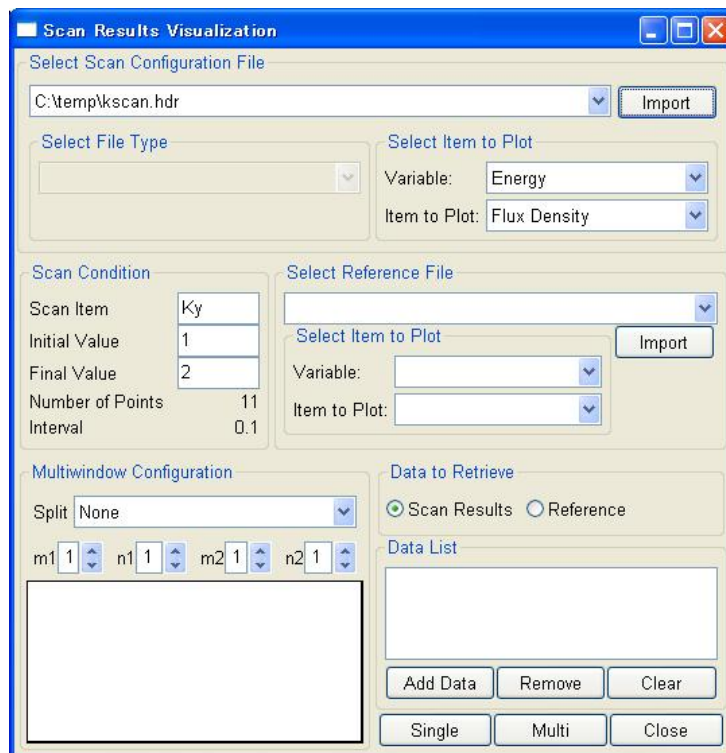 Scan Results Visualization
Select Scan Configuration File
C:\temp\kscan.hdr
Import
Select File Type
Select Item to Plot
Variable: Energy
Item to Plot: Flux Density
Scan Condition
Scan Item Ky
Initial Value 1
Final Value 2
Number of Points 11
Interval 0.1
Select Reference File
Import
Select Item to Plot
Variable:
Item to Plot:
Multiwindow Configuration
Split None
m1 1 n1 1 m2 1 n2 1
Data to Retrieve
Scan Results Reference
Data List
Add Data Remove Clear
Single Multi Close